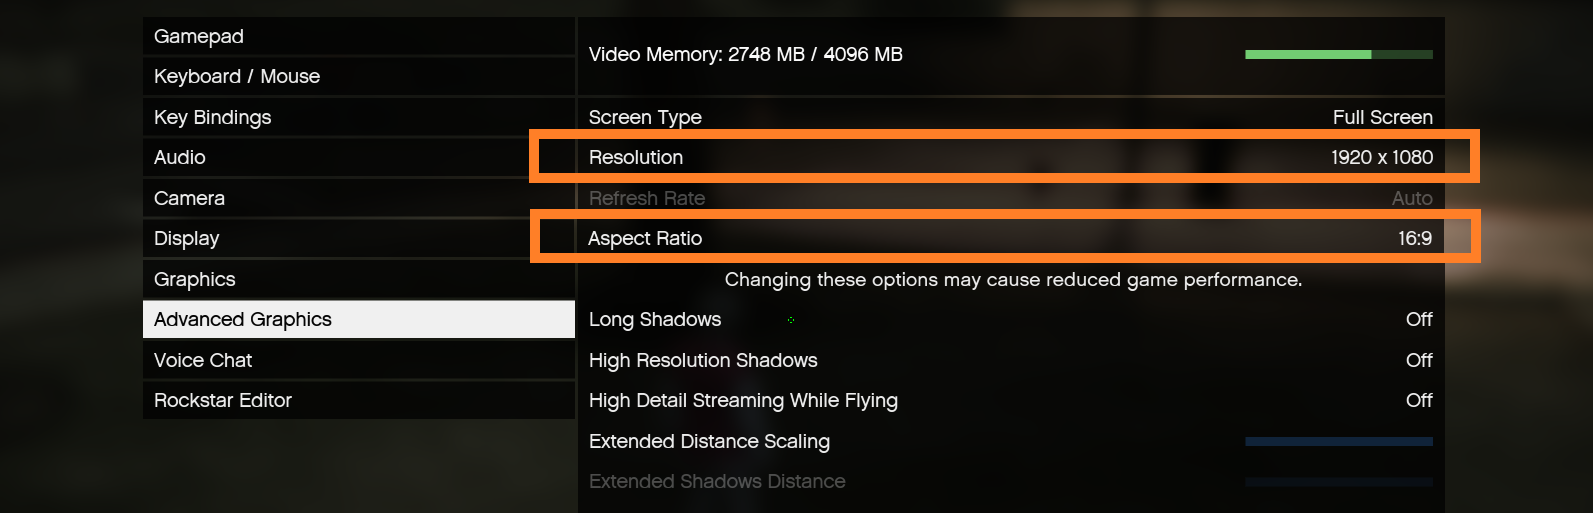 Gamepad
Keyboard / Mouse
Key Bindings
Audio
Camera
Display
Graphics
Advanced Graphics
Voice Chat
Rockstar Editor
Video Memory: 2748 MB / 4096 MB
Screen Type Full Screen
Resolution 1920 x 1080
Refresh Rate Auto
Aspect Ratio 16:9
Changing these options may cause reduced game performance.
Long Shadows Off
High Resolution Shadows Off
High Detail Streaming While Flying Off
Extended Distance Scaling
Extended Shadows Distance